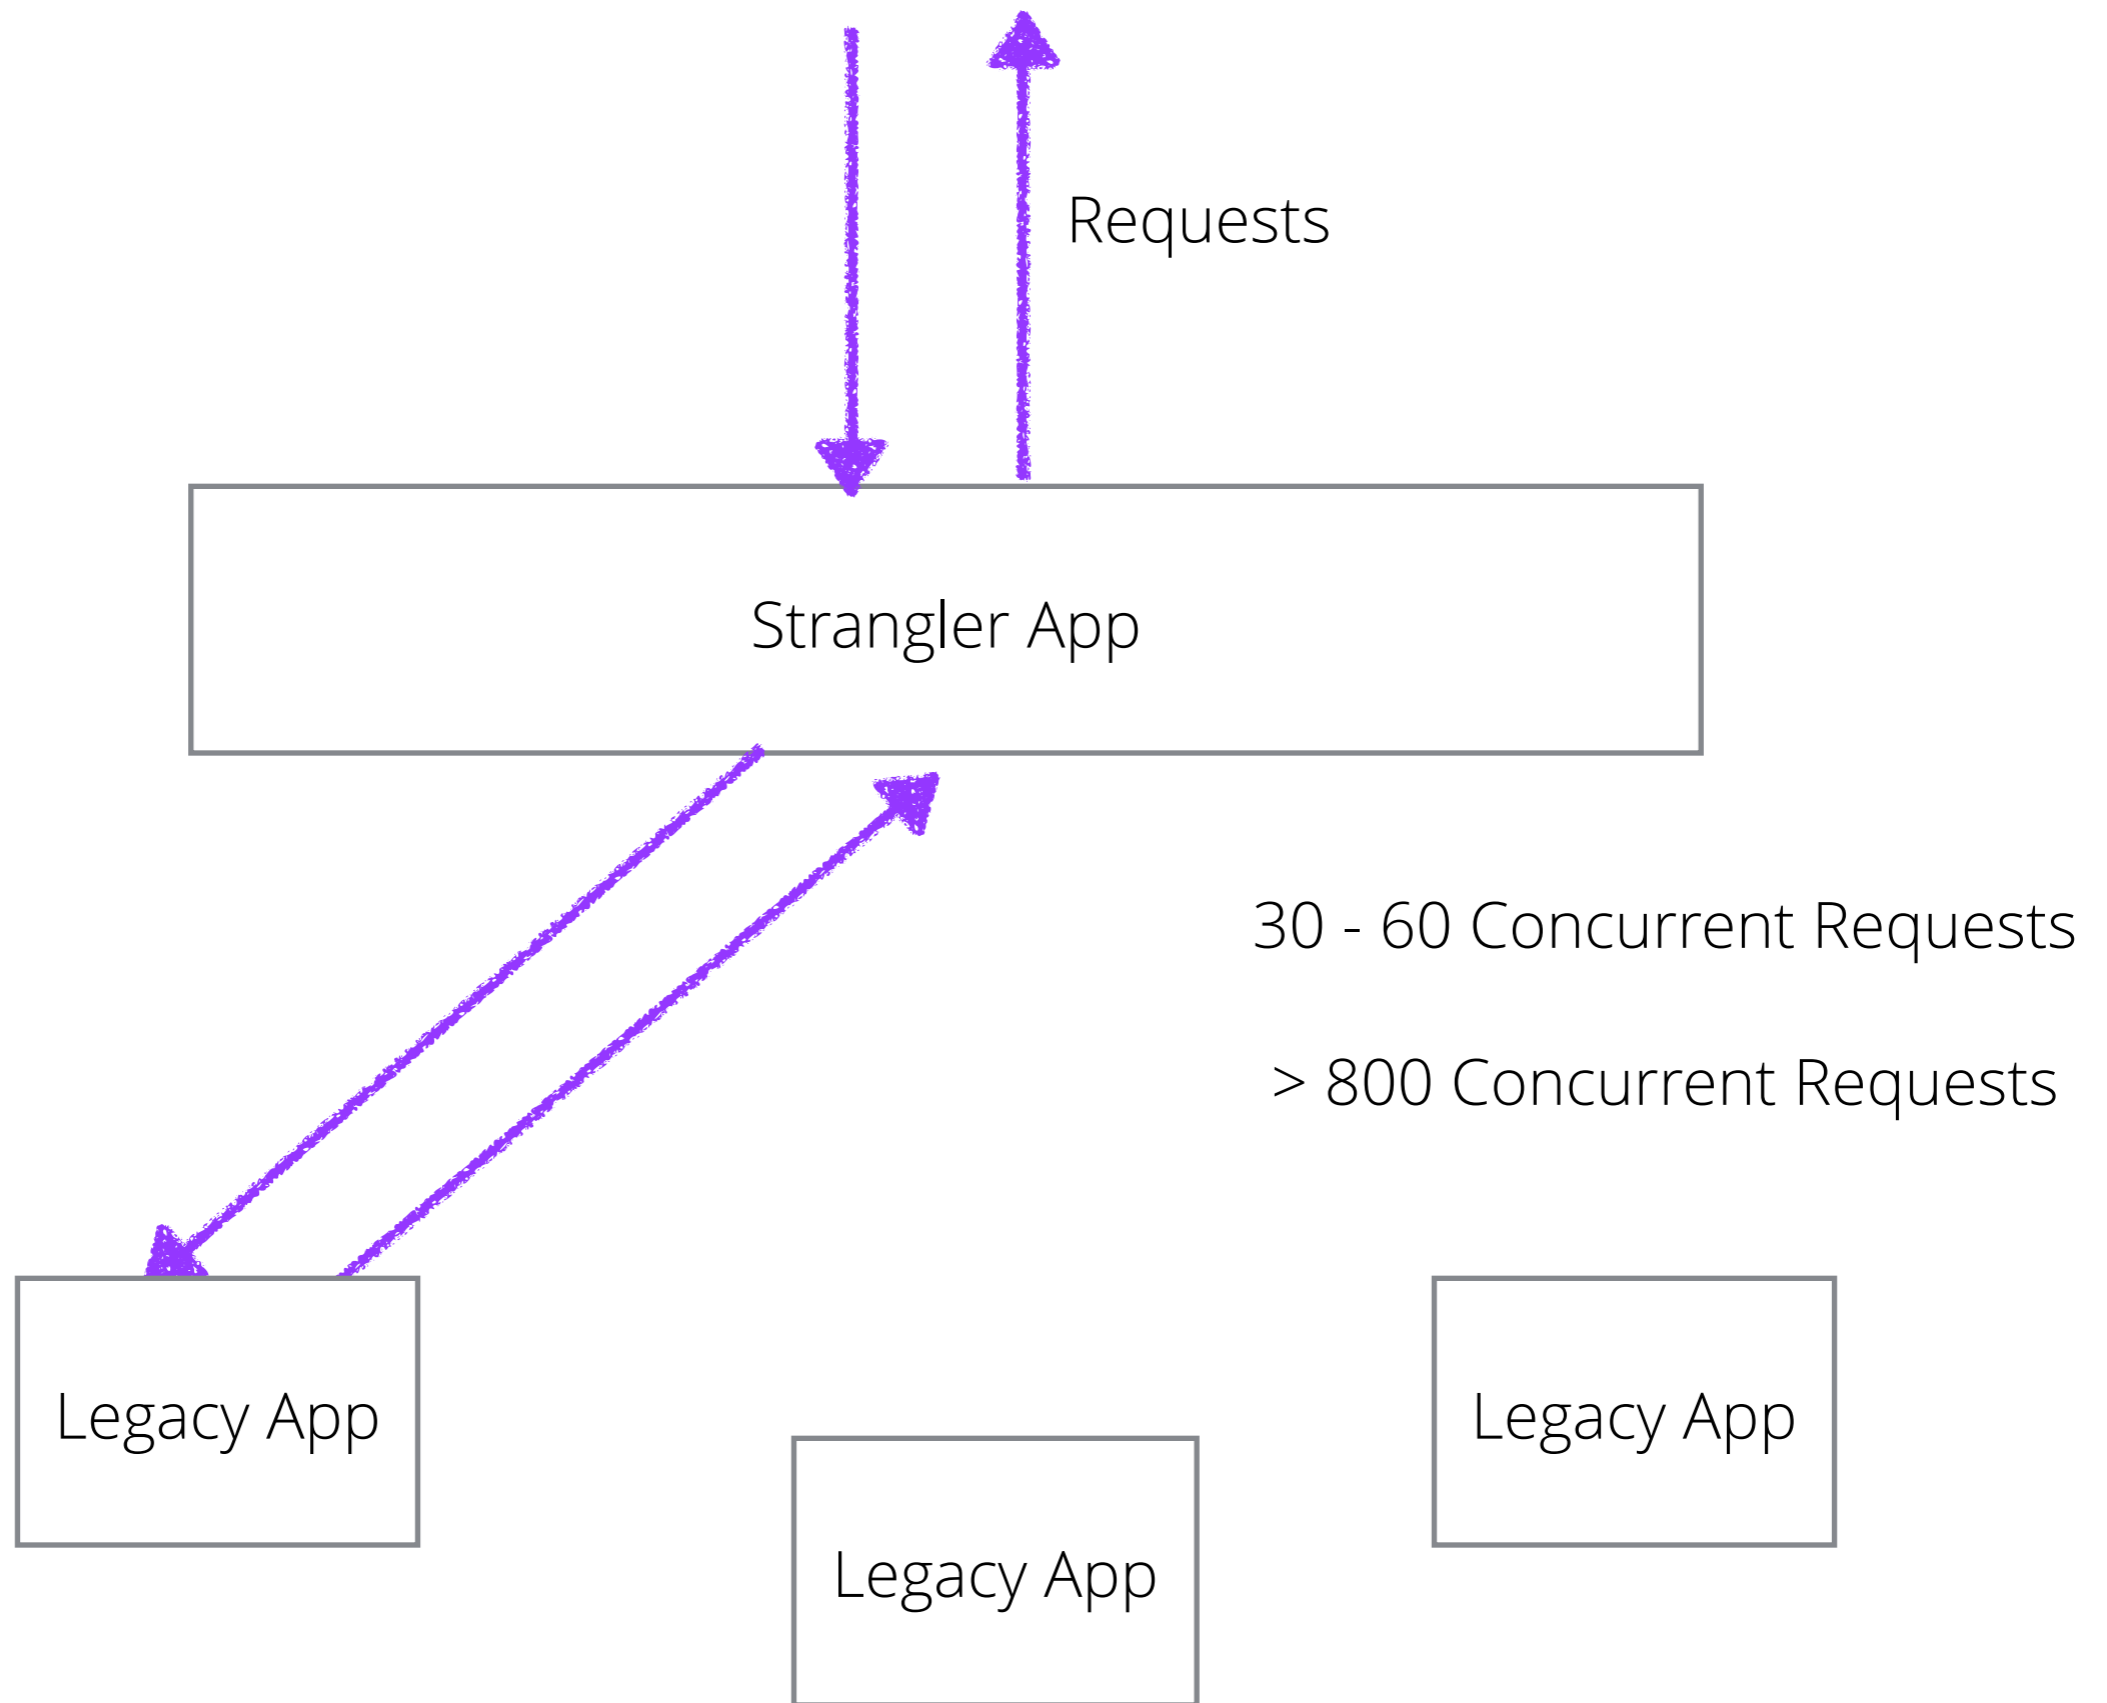 Requests
Strangler App
30 - 60 Concurrent Requests
> 800 Concurrent Requests
Legacy App
Legacy App
Legacy App